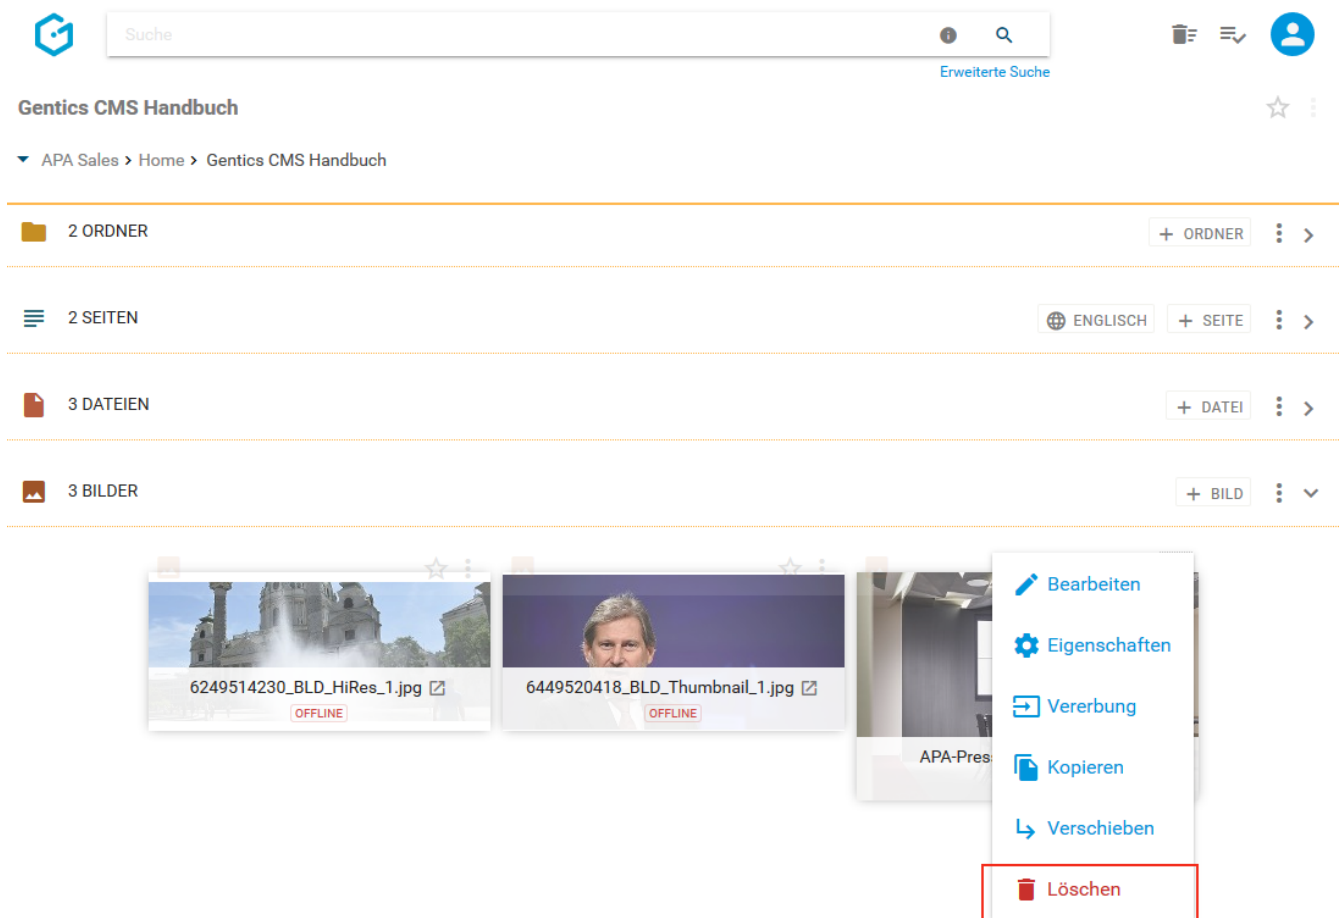 Suche
Erweiterte Suche
Gentics CMS Handbuch
APA Sales > Home > Gentics CMS Handbuch
2 ORDNER
+ ORDNER
2 SEITEN
ENGLISCH
+ SEITE
3 DATEIEN
+ DATEI
3 BILDER
+ BILD
6249514230_BLD_HiRes_1.jpg
OFFLINE
6449520418_BLD_Thumbnail_1.jpg
OFFLINE
Bearbeiten
Eigenschaften
Vererbung
APA-Press
Kopieren
Verschieben
Löschen